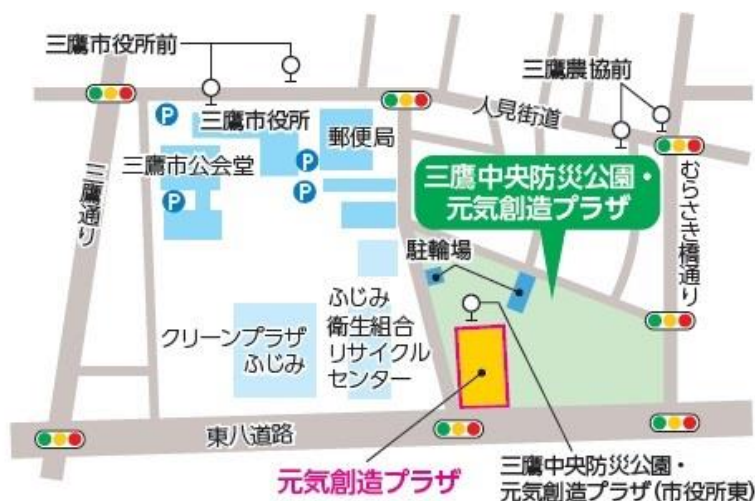 三鷹市役所前
三鷹農協前
人見街道
P
三鷹市役所
郵便局
三鷹市公会堂
P
P
P
三鷹通り
むらさき橋通り
三鷹中央防災公園・
元気創造プラザ
駐輪場
ふじみ
衛生組合
リサイクル
センター
クリーンプラザ
ふじみ
東八道路
元気創造プラザ
三鷹中央防災公園・
元気創造プラザ(市役所東)